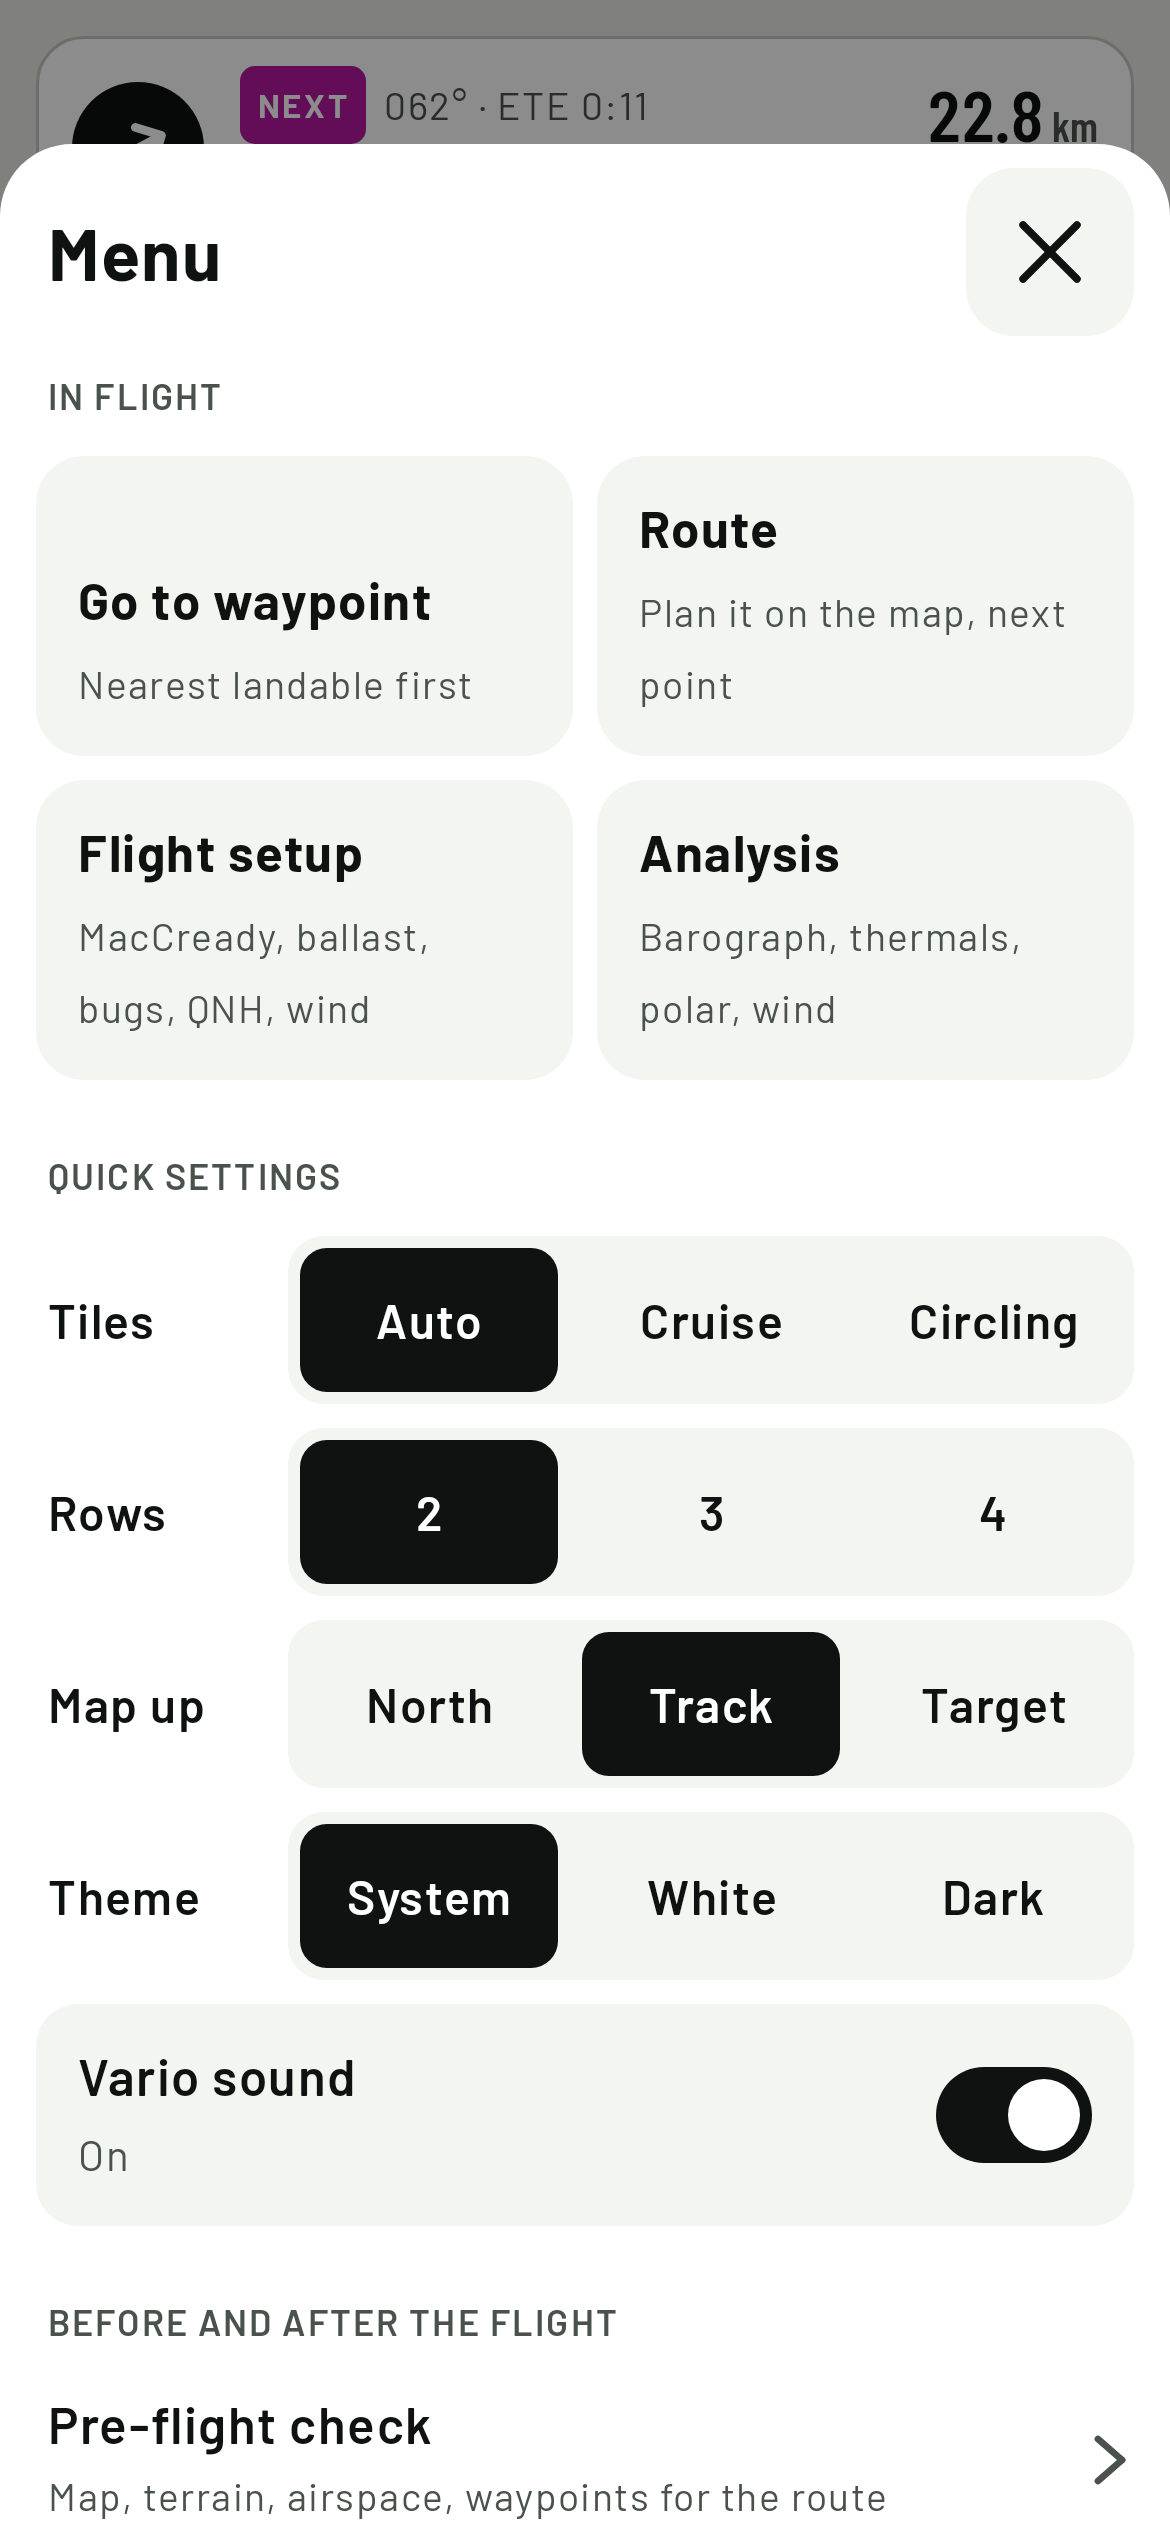 NEXT 062° · ETE 0:11 22.8 km
Menu
IN FLIGHT
Go to waypoint
Nearest landable first
Route
Plan it on the map, next
point
Flight setup
MacCready, ballast,
bugs, QNH, wind
Analysis
Barograph, thermals,
polar, wind
QUICK SETTINGS
Tiles Auto Cruise Circling
Rows 2 3 4
Map up North Track Target
Theme System White Dark
Vario sound
On
BEFORE AND AFTER THE FLIGHT
Pre-flight check
Map, terrain, airspace, waypoints for the route